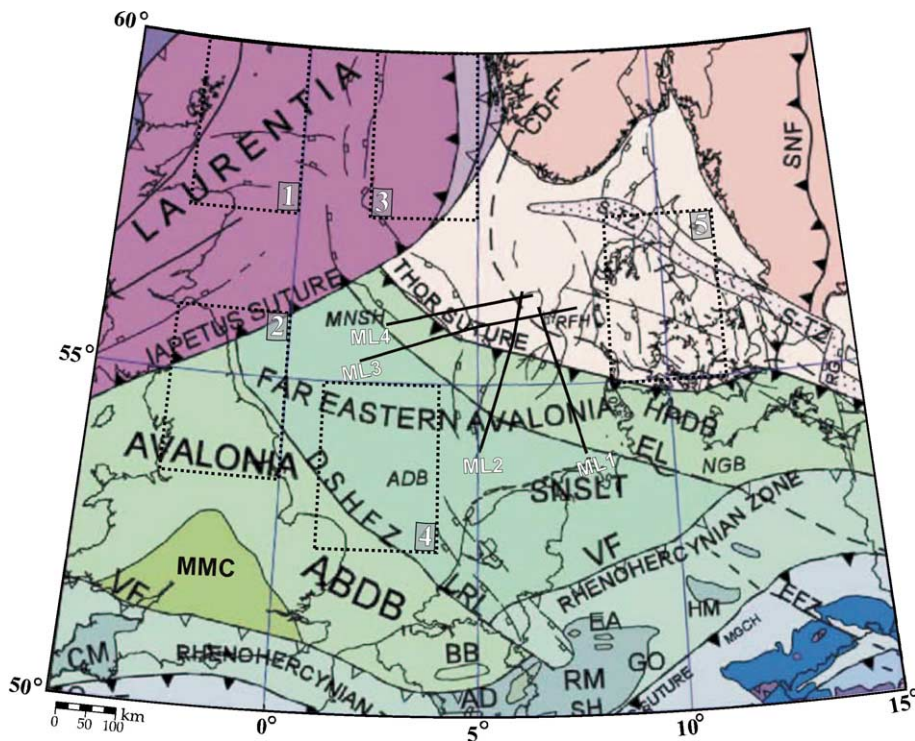 60°
LAURENTIA
CDF
SNF
1
3
S-TZ
5
IAPETUS SUTURE
THOR SUTURE
MNSH
ML4
RFH
S-TZ
2
55°
ML3
RG
FAR EASTERN AVALONIA
HPDB
EL
AVALONIA
ADB
ML2
ML1
NGB
D.S.H.F.Z
SNSLT
4
VF
RHENOHERCYNIAN ZONE
MMC
ABDB
VF
LRL
EFZ
HM
MOCH
EA
CM
RHENOHERCYNIAN
BB
GO
RM
AD
SH
SUTURE
50°
0 50 100 km
0°
5°
10°
15°